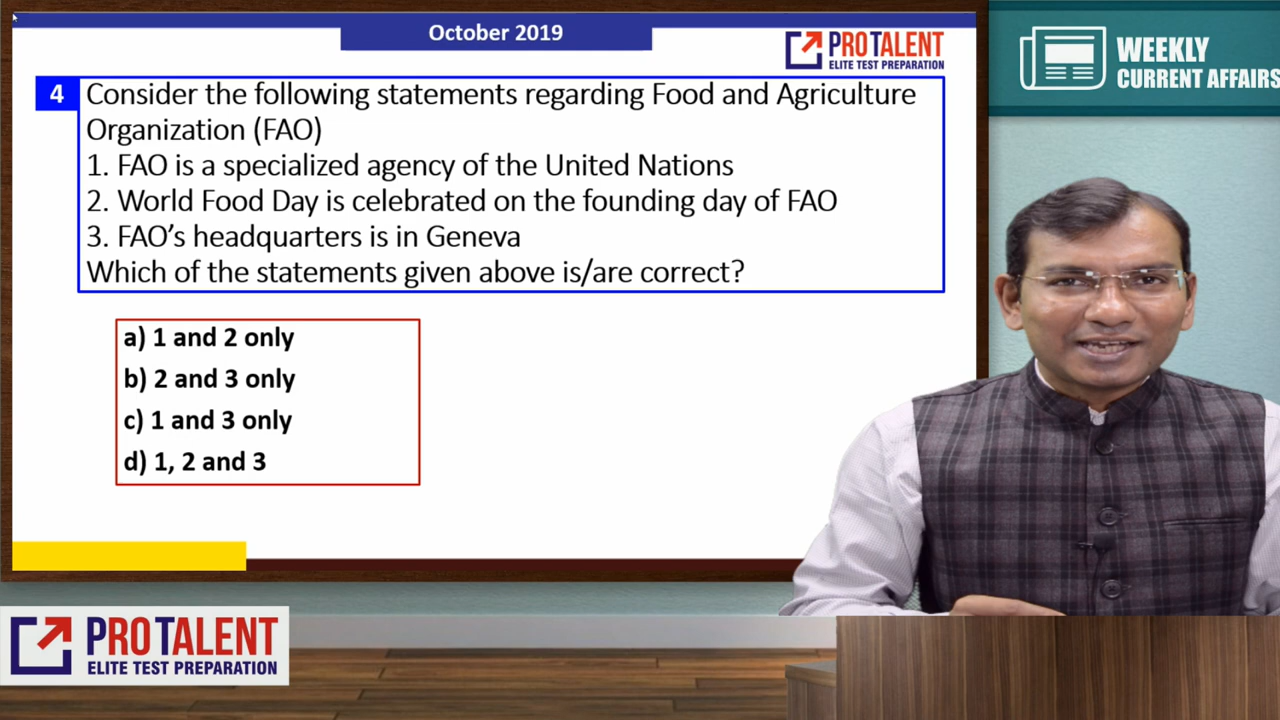 October 2019
PROTALENT
ELITE TEST PREPARATION
WEEKLY
CURRENT AFFAIRS
4 Consider the following statements regarding Food and Agriculture
Organization (FAO)
1. FAO is a specialized agency of the United Nations
2. World Food Day is celebrated on the founding day of FAO
3. FAO’s headquarters is in Geneva
Which of the statements given above is/are correct?
a) 1 and 2 only
b) 2 and 3 only
c) 1 and 3 only
d) 1, 2 and 3
PROTALENT
ELITE TEST PREPARATION